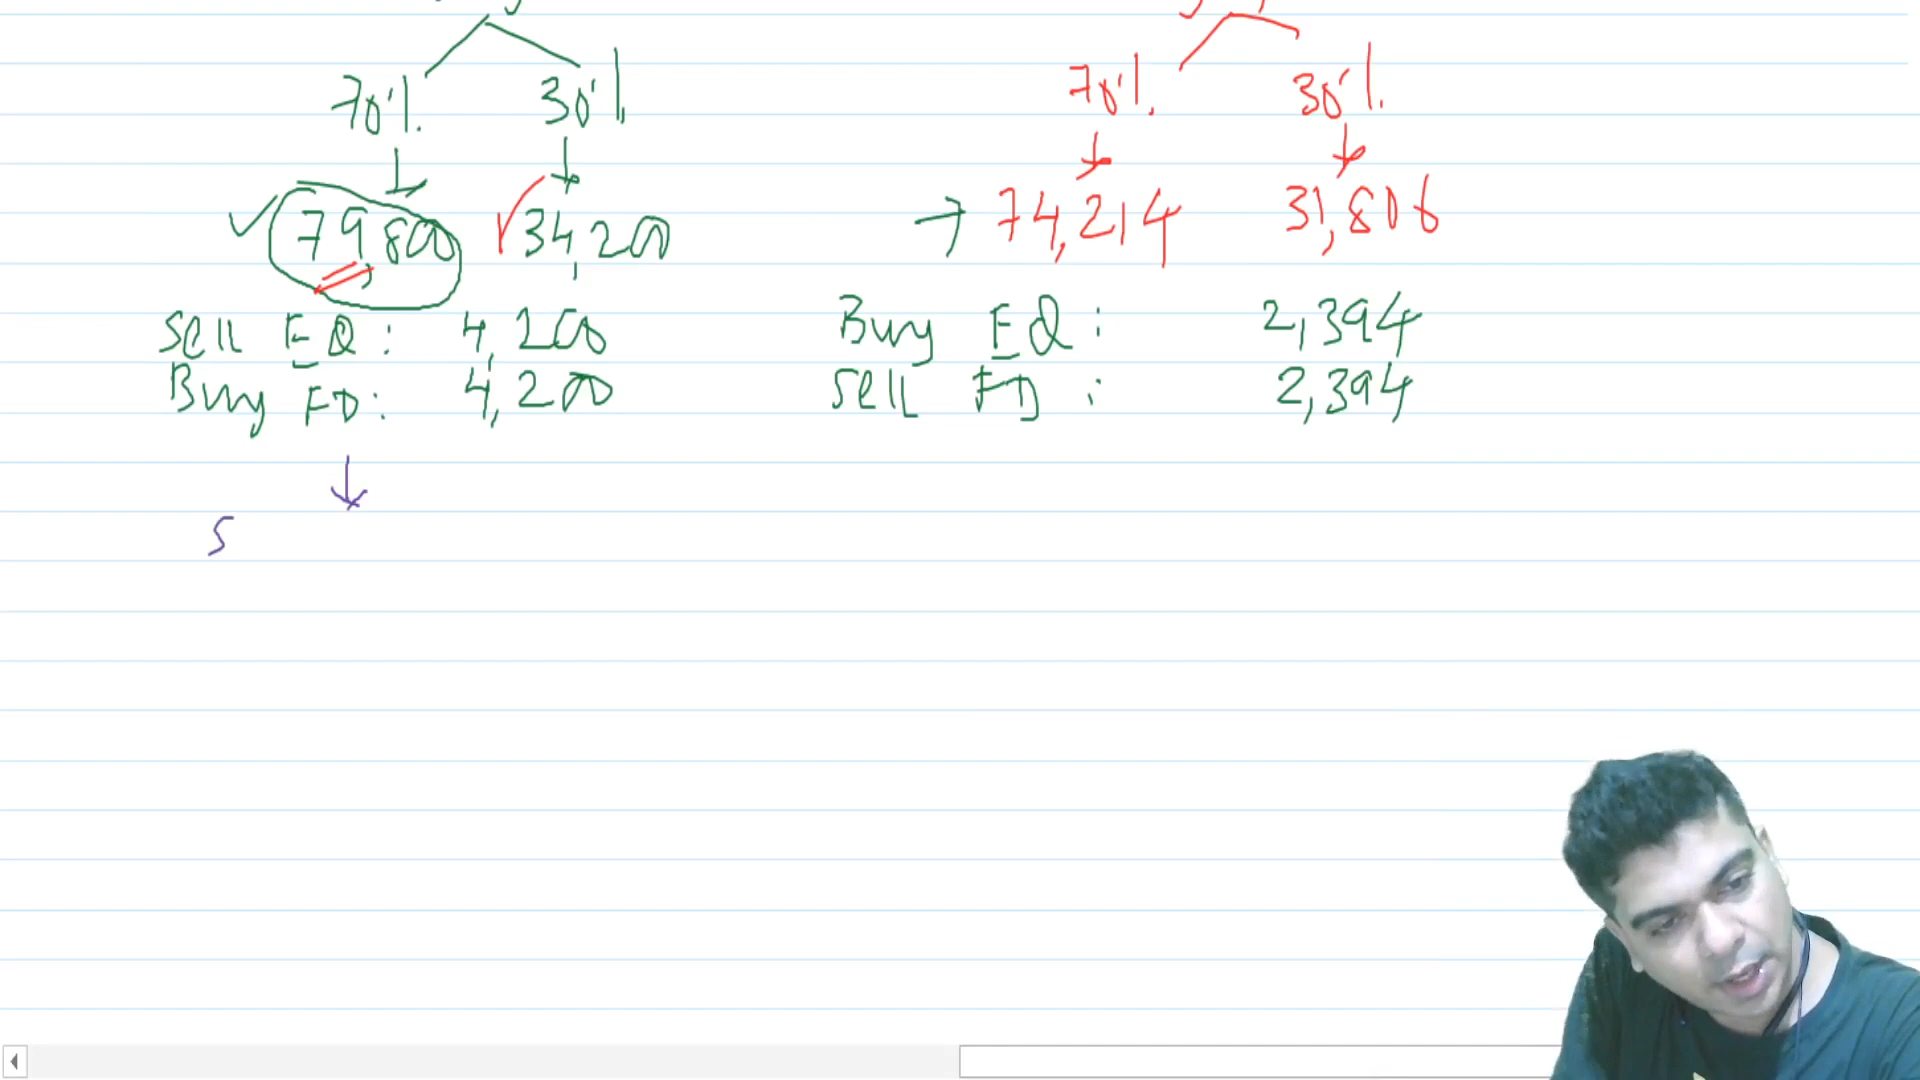 70%. 30%
79,800 34,200
Sell EQ: 4,200
Buy FD: 4,200
S
70%. 30%.
74,214 31,806
Buy EQ: 2,394
Sell FD: 2,394